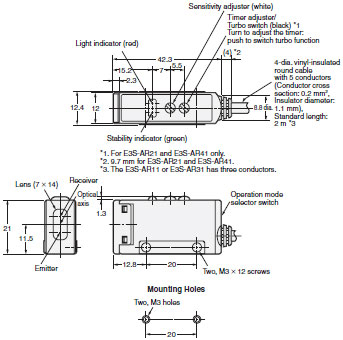 Sensitivity adjuster (white)
Timer adjuster/
Turbo switch (black) *1
Turn to adjust the timer:
push to switch turbo function
Light indicator (red)
42.3
(4) *2
15.2
7
5.5
2.3
4-dia. vinyl-insulated
round cable
with 5 conductors
(Conductor cross
section: 0.2 mm²,
Insulator diameter:
1.1 mm),
Standard length:
2 m *3
12.4
12
8.8 dia.
Stability indicator (green)
*1. For E3S-AR21 and E3S-AR41 only.
*2. 9.7 mm for E3S-AR21 and E3S-AR41.
*3. The E3S-AR11 or E3S-AR31 has three conductors.
Receiver
Lens (7 × 14)
Optical
axis
1.3
Operation mode
selector switch
21
11.5
Emitter
12.8
20
Two, M3 × 12 screws
Mounting Holes
Two, M3 holes
20